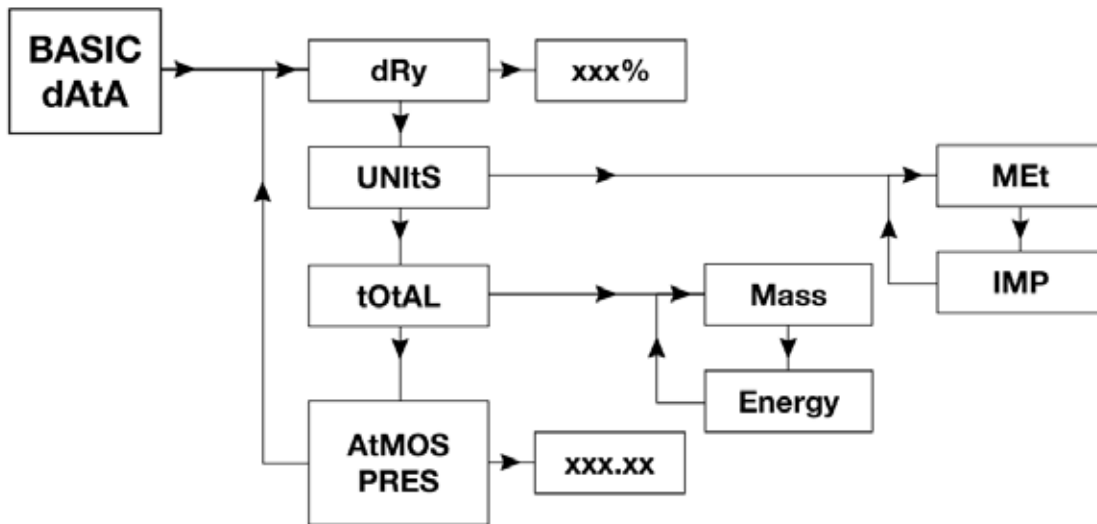 BASIC
dAtA
dRy
xxx%
UNItS
MEt
tOtAL
Mass
IMP
Energy
AtMOS
PRES
xxx.xx